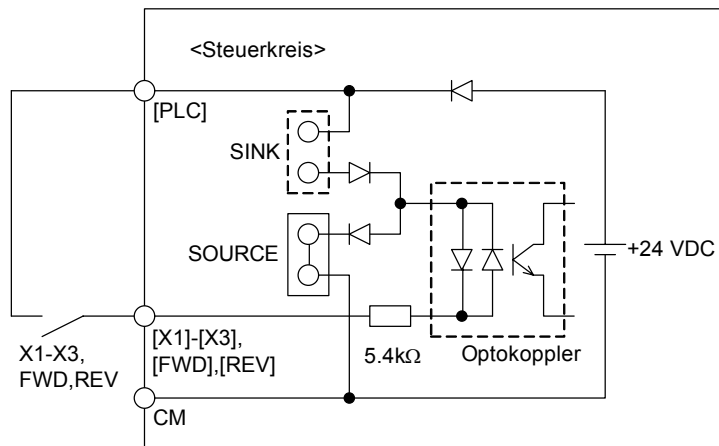 <Steuerkreis>
[PLC]
SINK
SOURCE
+24 VDC
X1-X3,
FWD,REV
[X1]-[X3],
[FWD],[REV]
5.4kΩ
Optokoppler
CM